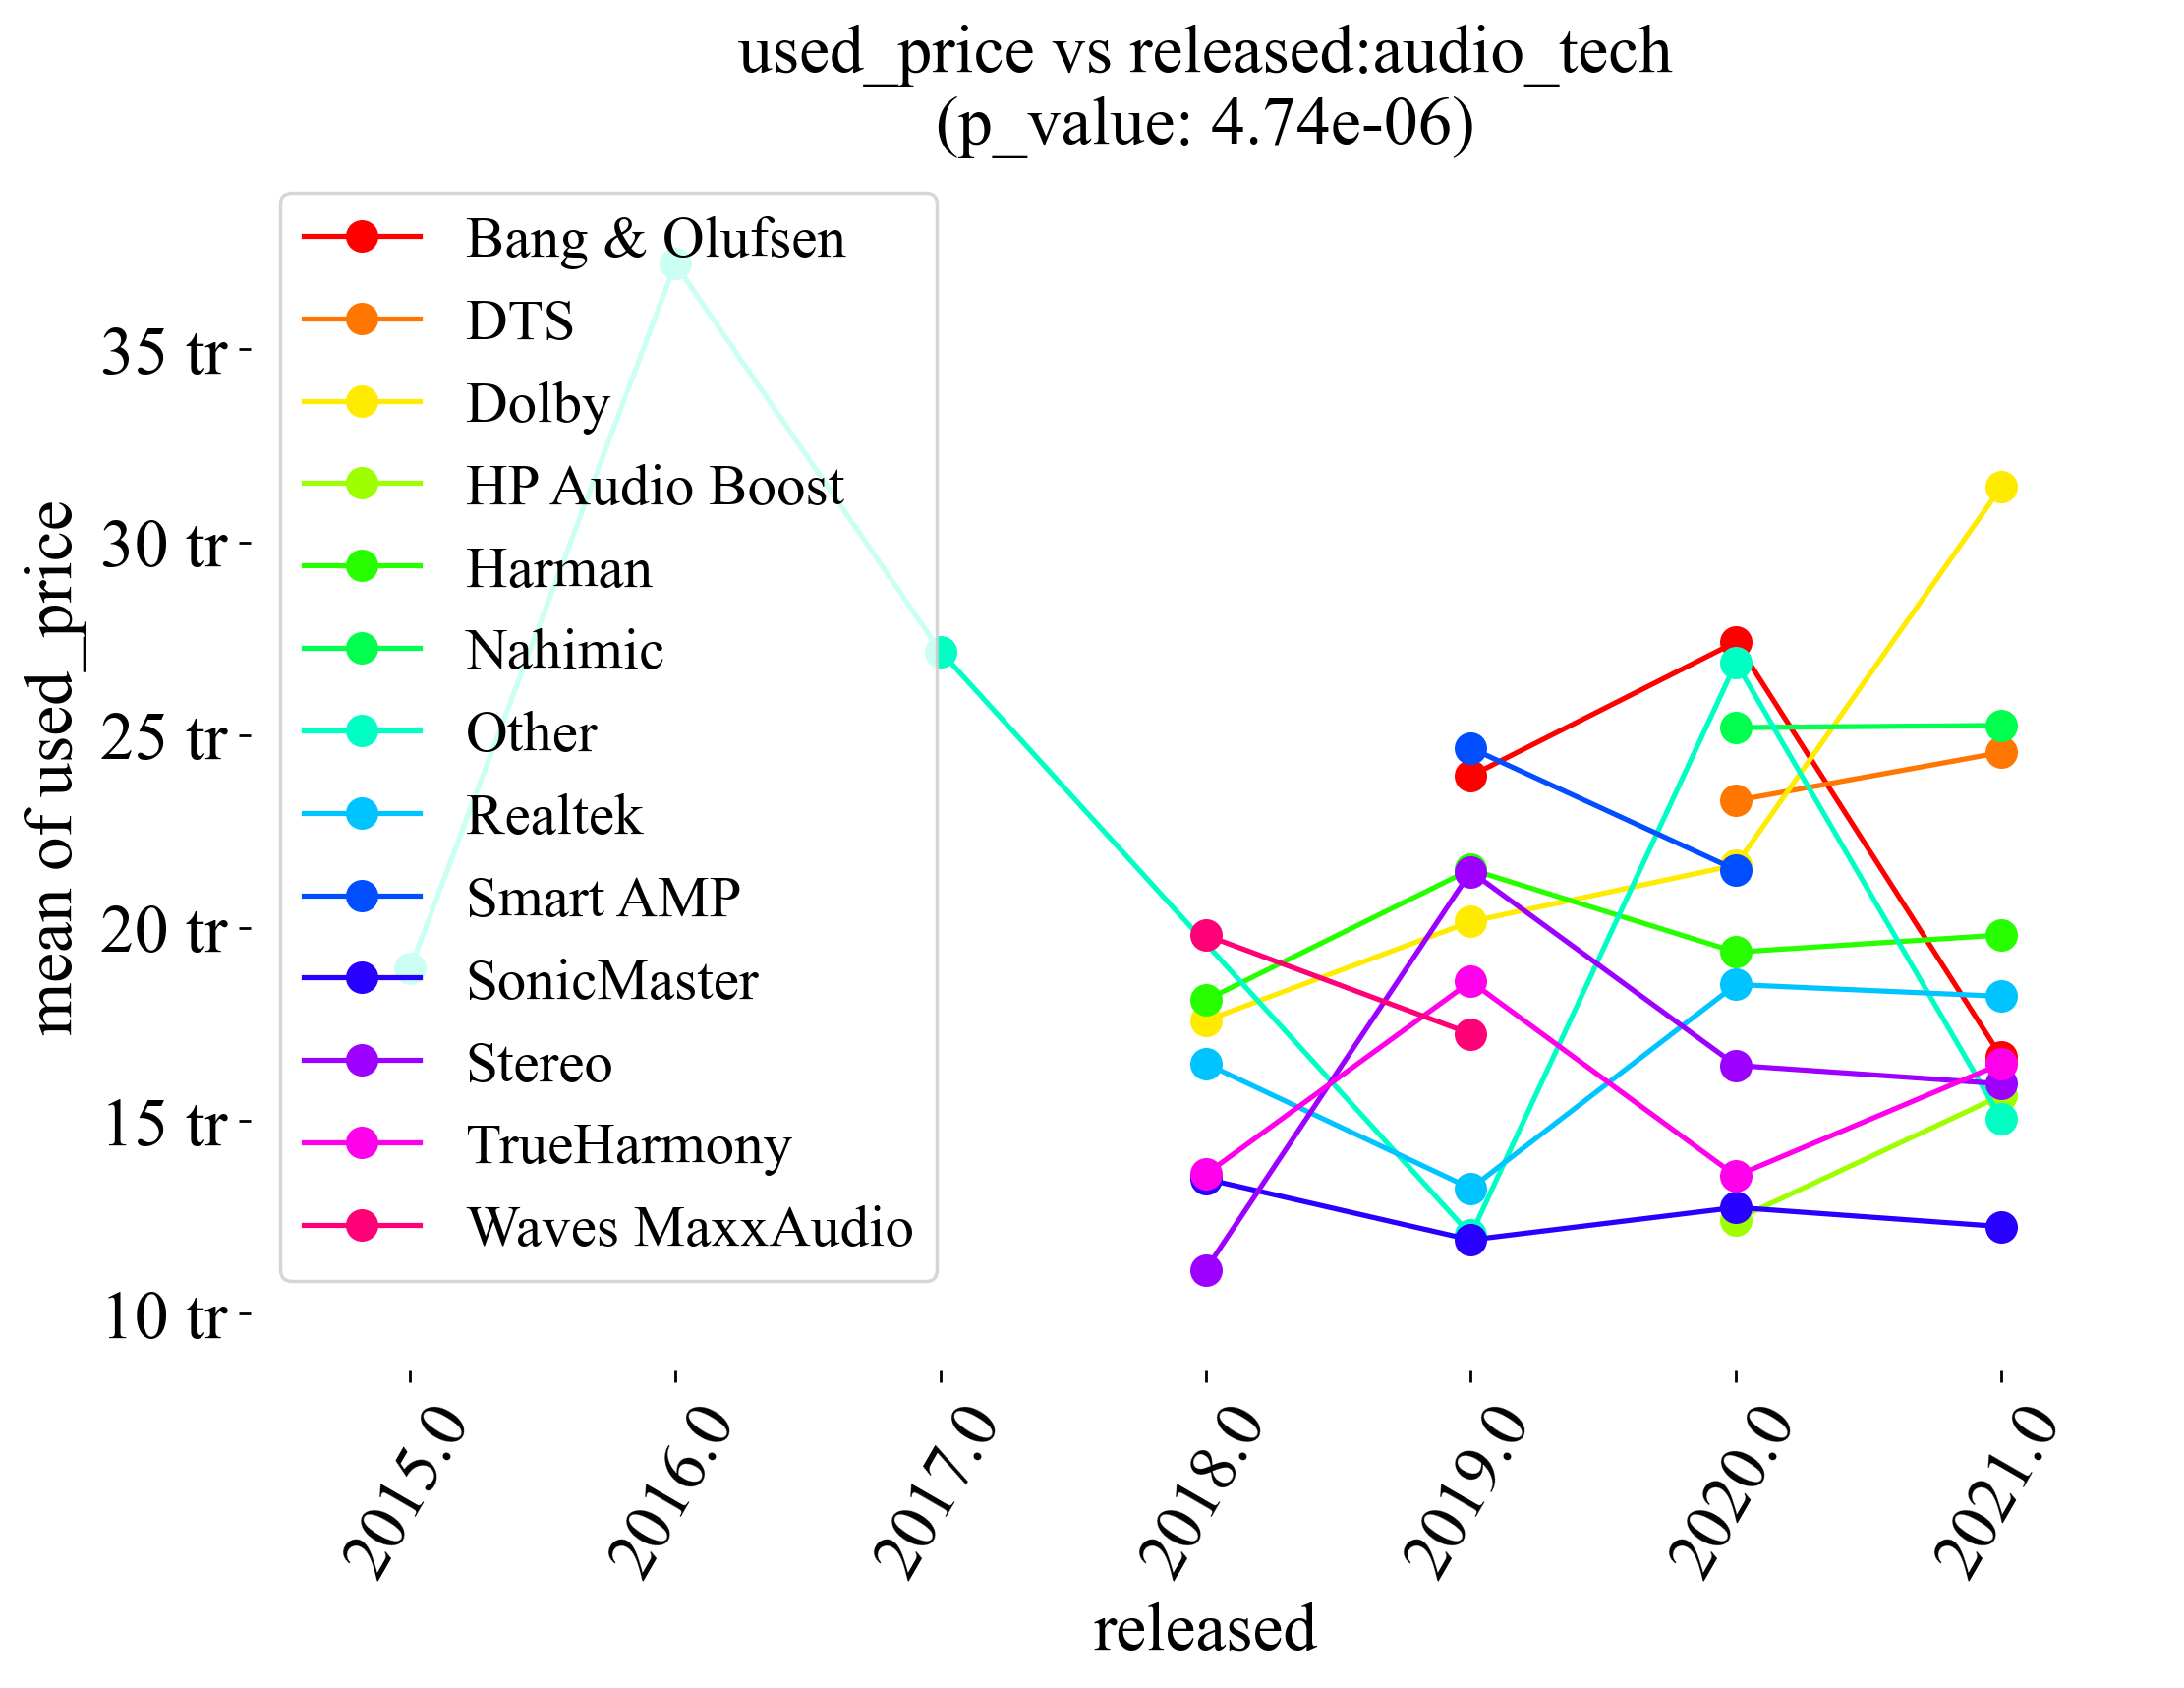 used_price vs released:audio_tech
(p_value: 4.74e-06)
Bang & Olufsen
DTS
Dolby
HP Audio Boost
Harman
Nahimic
Other
Realtek
Smart AMP
SonicMaster
Stereo
TrueHarmony
Waves MaxxAudio
mean of used_price
35 tr
30 tr
25 tr
20 tr
15 tr
10 tr
2015.0
2016.0
2017.0
2018.0
2019.0
2020.0
2021.0
released